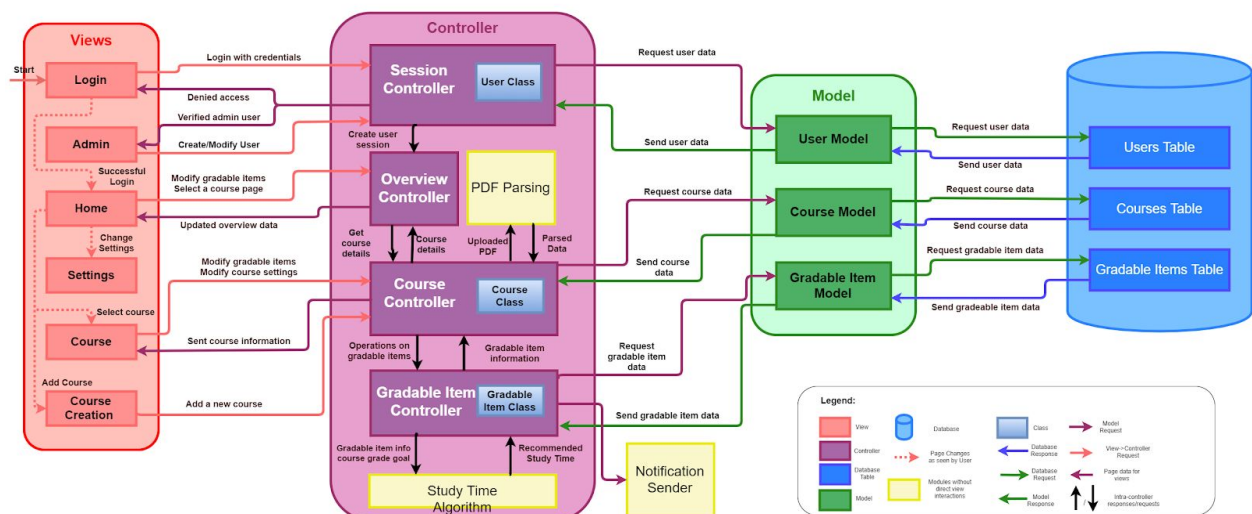 Views
Start
Login
Admin
Successful
Login
Home
Change
Settings
Settings
Select course
Course
Add Course
Course
Creation
Login with credentials
Denied access
Verified admin user
Create/Modify User
Modify gradable items
Select a course page
Updated overview data
Modify gradable items
Modify course settings
Sent course information
Add a new course
Controller
Session
Controller
User Class
Create user
session
Overview
Controller
PDF Parsing
Get
course
details
Course
details
Uploaded
PDF
Parsed
Data
Course
Controller
Course
Class
Operations on
gradable items
Gradable item
information
Gradable Item
Controller
Gradable
Item Class
Gradable item info
course grade goal
Recommended
Study Time
Study Time
Algorithm
Notification
Sender
Request user data
Send user data
Request course data
Send course
data
Request
gradable item
data
Send gradable item data
Model
User Model
Course Model
Gradable Item
Model
Request user data
Send user data
Request course data
Send course data
Request gradable item data
Send gradeable item data
Users Table
Courses Table
Gradable Items Table
Legend:
View
Controller
Database
Table
Model
Database
Page Changes
as seen by User
Modules without
direct view
interactions
Class
Database
Response
Database
Request
Model
Response
Model
Request
View->Controller
Request
Page data for
views
/
Intra-controller
responses/requests